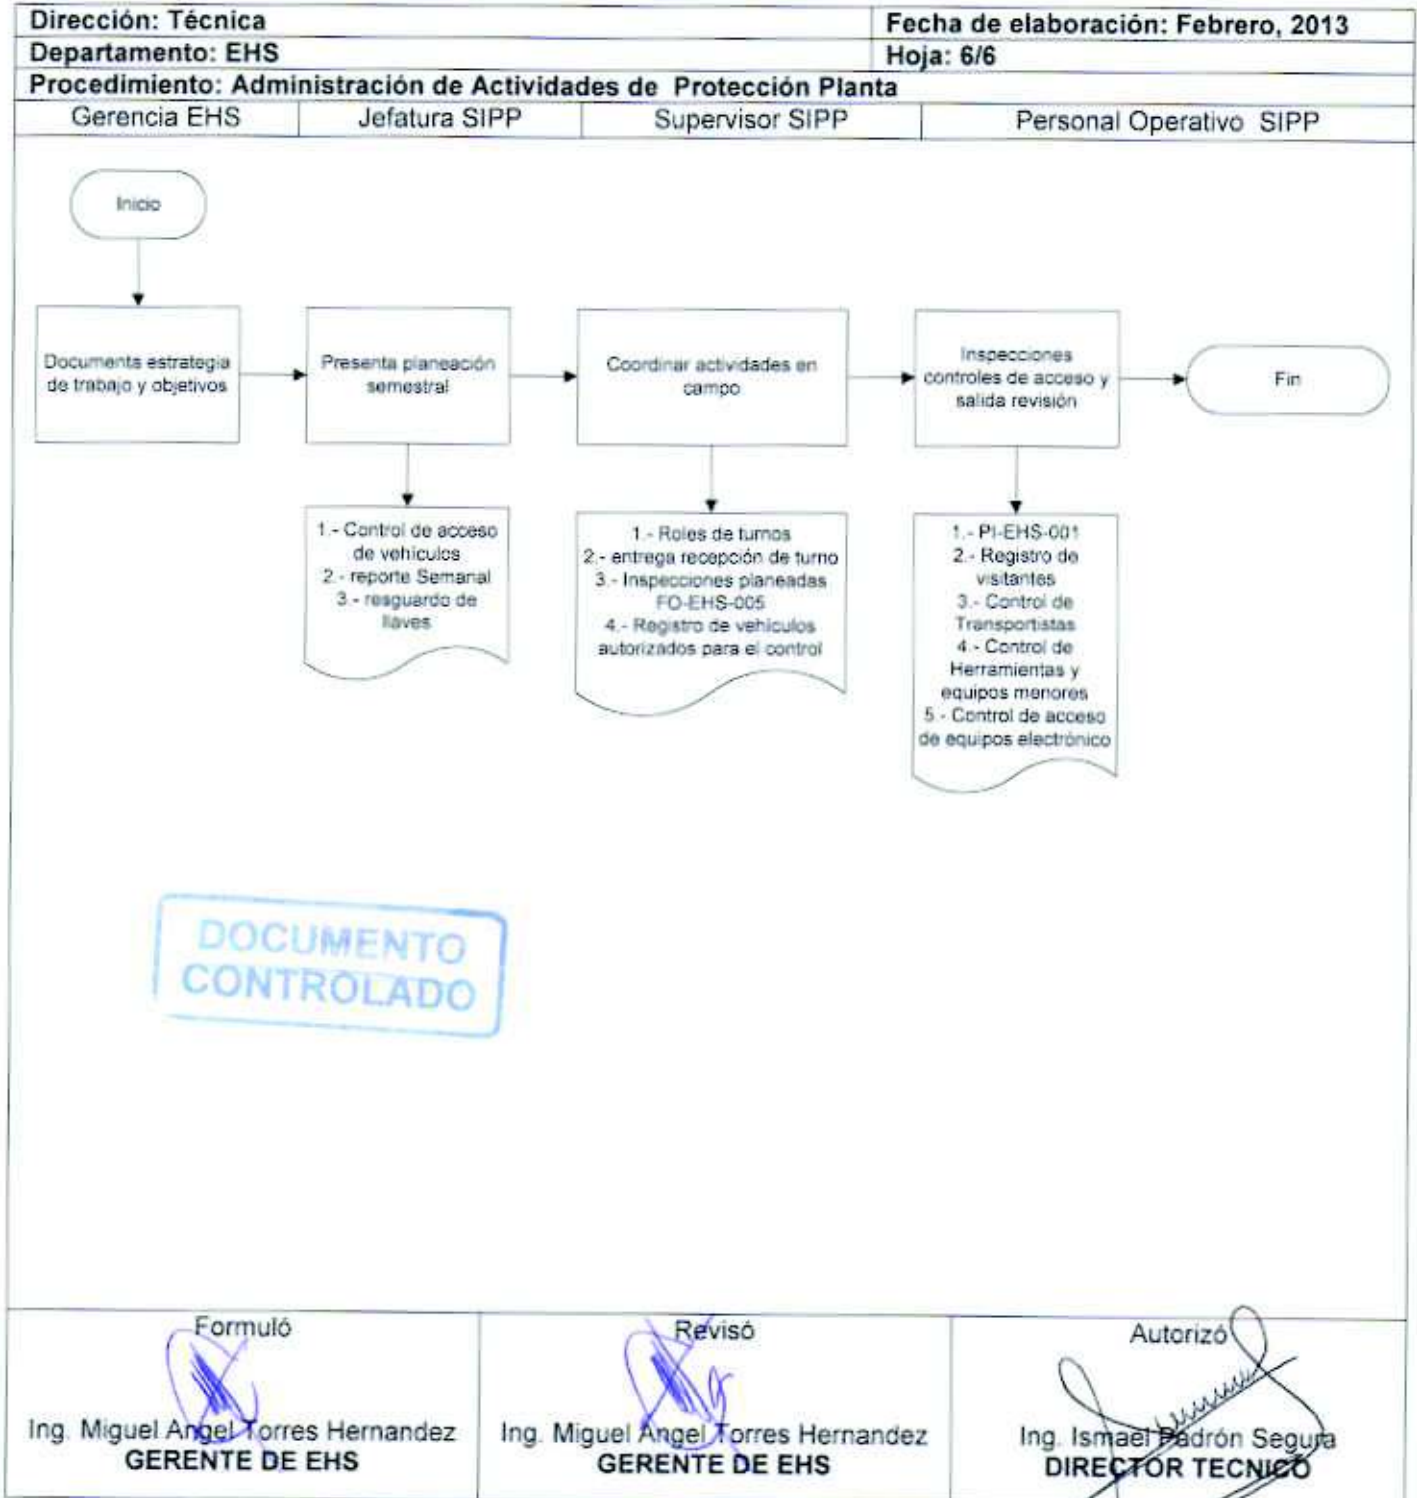 Dirección: Técnica
Fecha de elaboración: Febrero, 2013
Departamento: EHS
Hoja: 6/6
Procedimiento: Administración de Actividades de Protección Planta
Gerencia EHS
Jefatura SIPP
Supervisor SIPP
Personal Operativo SIPP
Inicio
Documenta estrategia
de trabajo y objetivos
Presenta planeación
semestral
Coordinar actividades en
campo
Inspecciones
controles de acceso y
salida revisión
Fin
1.- Control de acceso
de vehículos
2.- reporte Semanal
3.- resguardo de
llaves
1.- Roles de turnos
2.- entrega recepción de turno
3.- Inspecciones planeadas
FO-EHS-005
4.- Registro de vehículos
autorizados para el control
1.- PI-EHS-001
2.- Registro de
visitantes
3.- Control de
Transportistas
4.- Control de
Herramientas y
equipos menores
5.- Control de acceso
de equipos electrónico
DOCUMENTO
CONTROLADO
Formuló
Ing. Miguel Angel Torres Hernandez
GERENTE DE EHS
Revisó
Ing. Miguel Angel Torres Hernandez
GERENTE DE EHS
Autorizó
Ing. Ismael Padrón Segura
DIRECTOR TECNICO